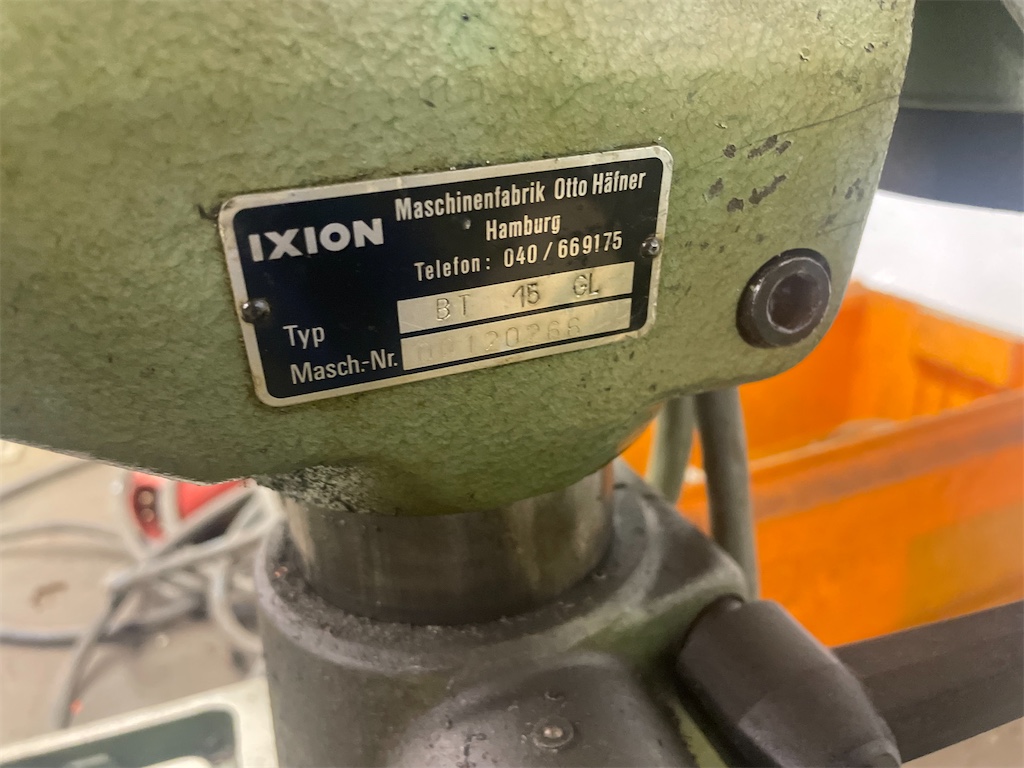 IXION
Maschinenfabrik Otto Häfner
Hamburg
Telefon: 040/669175
Typ BT 15 GL
Masch.-Nr.